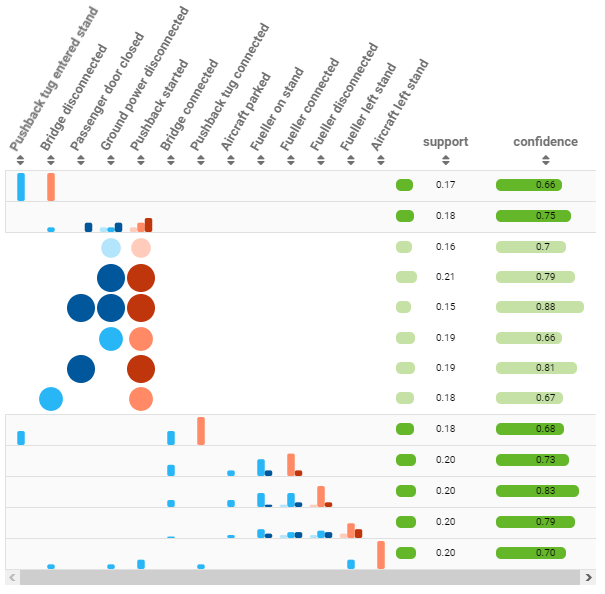 Pushback tug entered stand
Bridge disconnected
Passenger door closed
Ground power disconnected
Pushback started
Bridge connected
Pushback tug connected
Aircraft parked
Fueller on stand
Fueller connected
Fueller disconnected
Fueller left stand
Aircraft left stand
support confidence
0.17 0.66
0.18 0.75
0.16 0.7
0.21 0.79
0.15 0.88
0.19 0.66
0.19 0.81
0.18 0.67
0.18 0.68
0.20 0.73
0.20 0.83
0.20 0.79
0.20 0.70